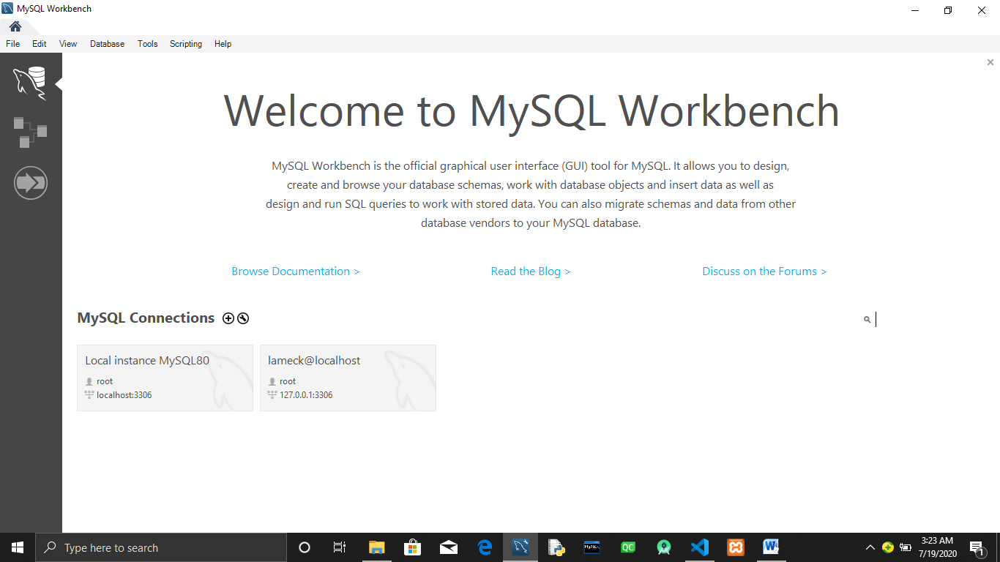 MySQL Workbench
File Edit View Database Tools Scripting Help
Welcome to MySQL Workbench
MySQL Workbench is the official graphical user interface (GUI) tool for MySQL. It allows you to design,
create and browse your database schemas, work with database objects and insert data as well as
design and run SQL queries to work with stored data. You can also migrate schemas and data from other
database vendors to your MySQL database.
Browse Documentation > Read the Blog > Discuss on the Forums >
MySQL Connections
Local instance MySQL80
root
localhost:3306
lameck@localhost
root
127.0.0.1:3306
Type here to search
MySQL
QC
W
3:23 AM
7/19/2020
1